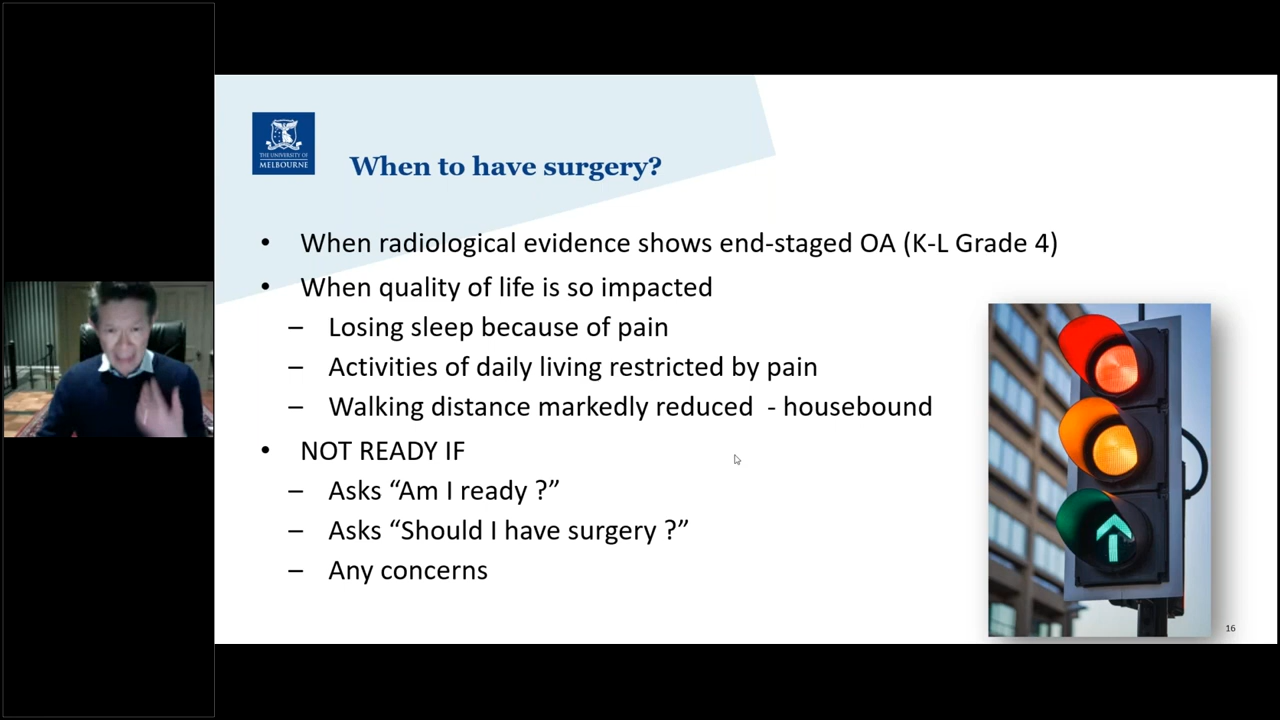 THE UNIVERSITY OF
MELBOURNE
When to have surgery?
• When radiological evidence shows end-staged OA (K-L Grade 4)
• When quality of life is so impacted
– Losing sleep because of pain
– Activities of daily living restricted by pain
– Walking distance markedly reduced - housebound
• NOT READY IF
– Asks “Am I ready ?”
– Asks “Should I have surgery ?”
– Any concerns
16